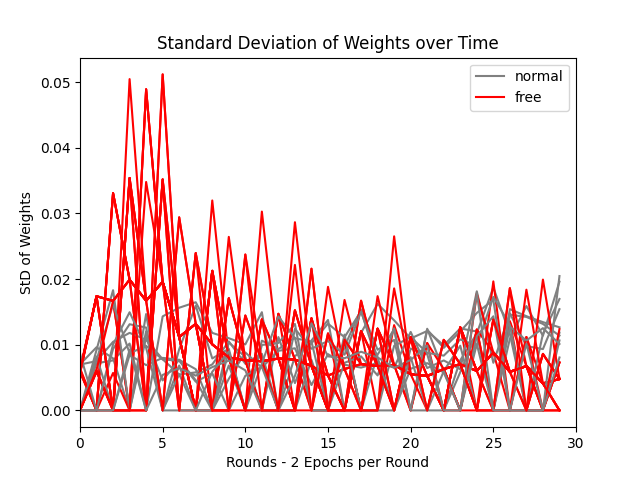 Standard Deviation of Weights over Time
normal
free
StD of Weights
0.05
0.04
0.03
0.02
0.01
0.00
0 5 10 15 20 25 30
Rounds - 2 Epochs per Round